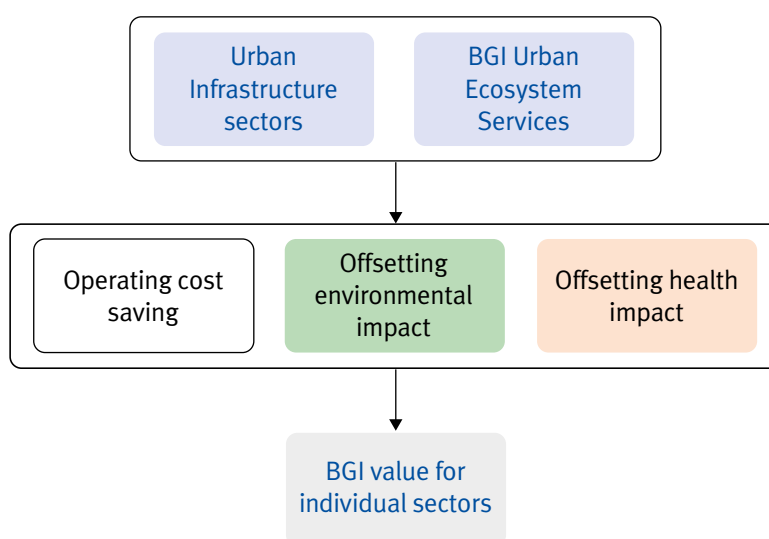 Urban
Infrastructure
sectors
BGI Urban
Ecosystem
Services
Operating cost
saving
Offsetting
environmental
impact
Offsetting health
impact
BGI value for
individual sectors